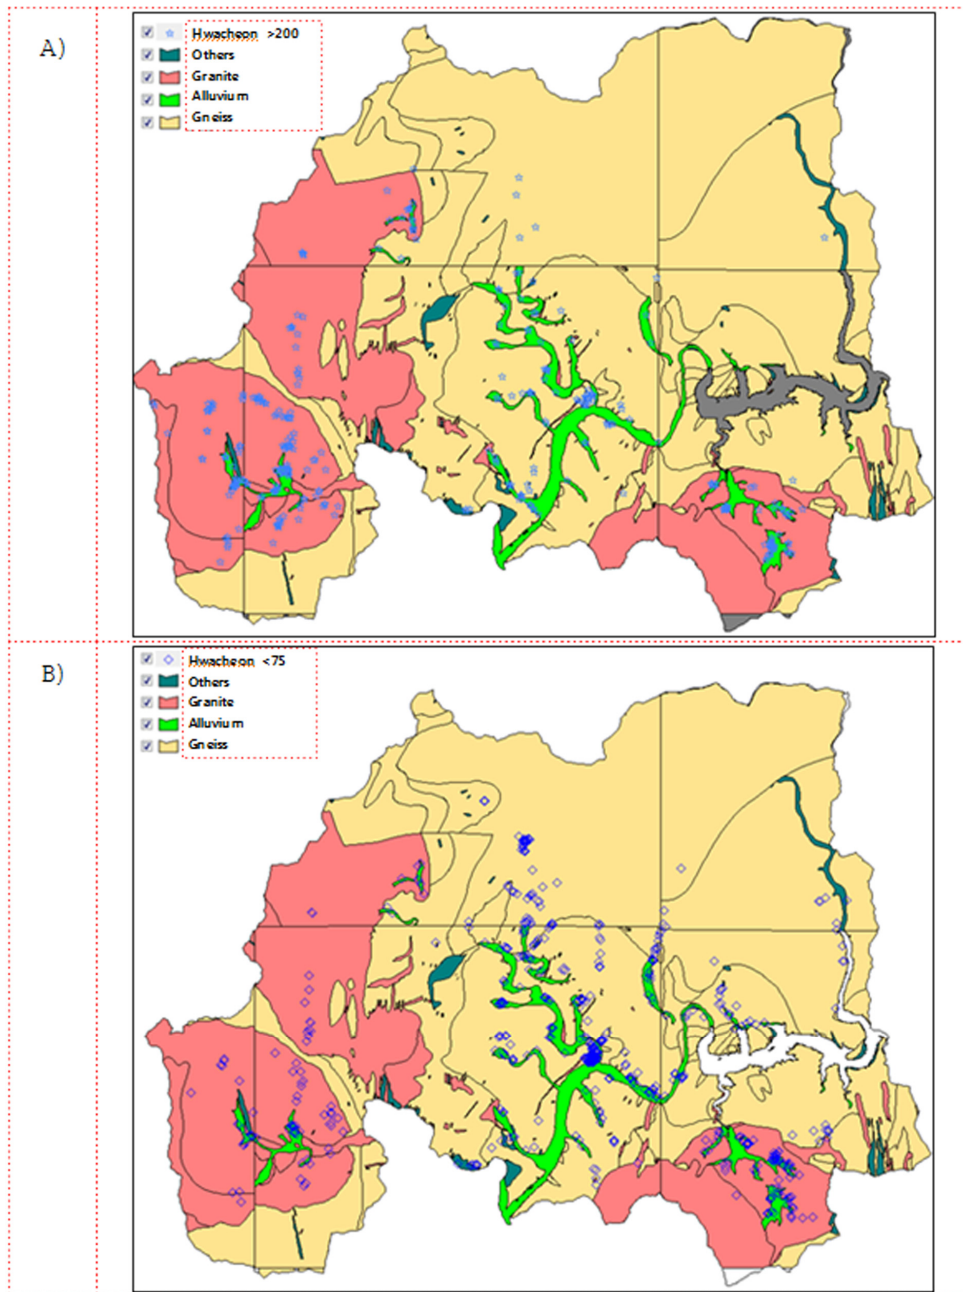 A)
Hwacheon >200
Others
Granite
Alluvium
Gneiss
B)
Hwacheon <75
Others
Granite
Alluvium
Gneiss